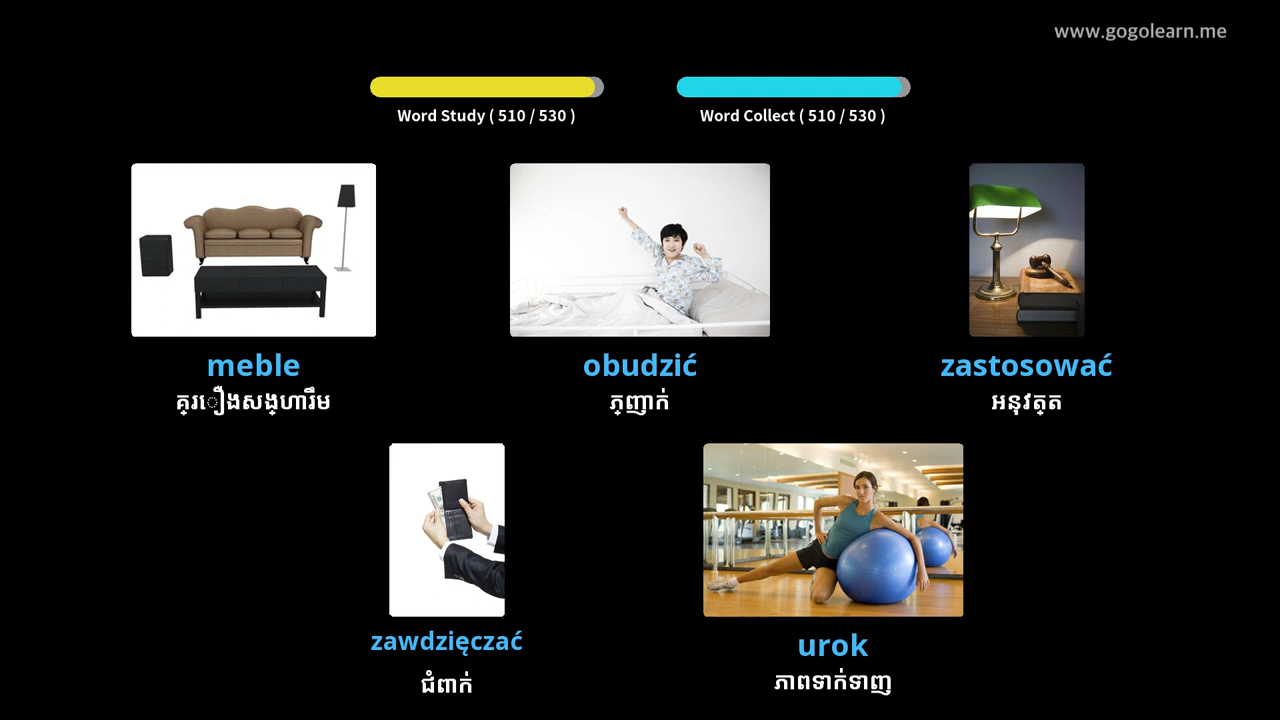 www.gogolearn.me
Word Study ( 510 / 530 )
Word Collect ( 510 / 530 )
meble
គ្រឿងសង្ហារឹម
obudzić
ភ្ញាក់
zastosować
អនុវត្ត
zawdzięczać
ជំពាក់
urok
ភាពទាក់ទាញ